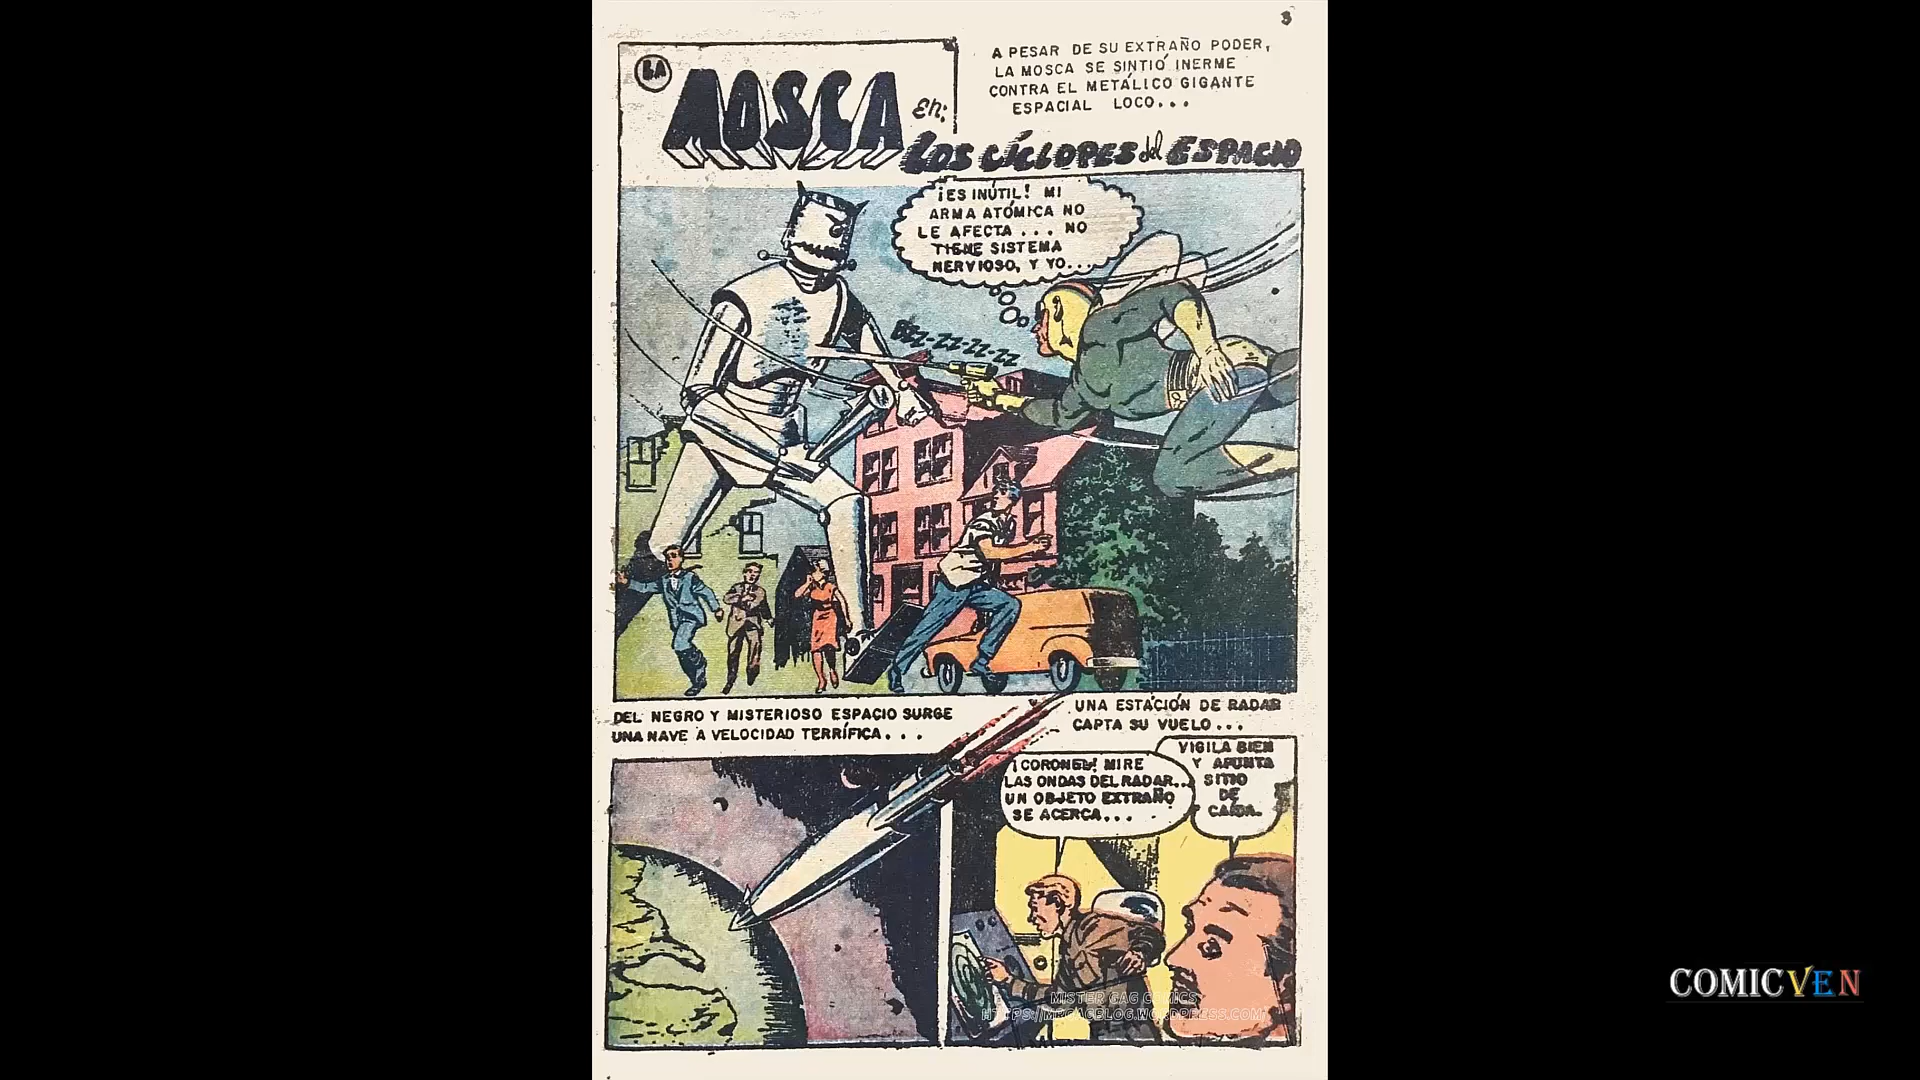 3
LA
MOSCA
en:
A PESAR DE SU EXTRAÑO PODER,
LA MOSCA SE SINTIÓ INERME
CONTRA EL METÁLICO GIGANTE
ESPACIAL LOCO...
LOS CÍCLOPES del ESPACIO
¡ES INÚTIL! MI
ARMA ATÓMICA NO
LE AFECTA... NO
TIENE SISTEMA
NERVIOSO, Y YO...
BZZ-ZZ-ZZ-ZZ
DEL NEGRO Y MISTERIOSO ESPACIO SURGE
UNA NAVE A VELOCIDAD TERRÍFICA...
UNA ESTACIÓN DE RADAR
CAPTA SU VUELO...
¡CORONEL! MIRE
LAS ONDAS DEL RADAR...
UN OBJETO EXTRAÑO
SE ACERCA...
VIGILA BIEN
Y APUNTA
SITIO
DE
CAÍDA.
MISTER GAG COMICS
HTTPS://MRGAGBLOG.WORDPRESS.COM/
COMICVEN